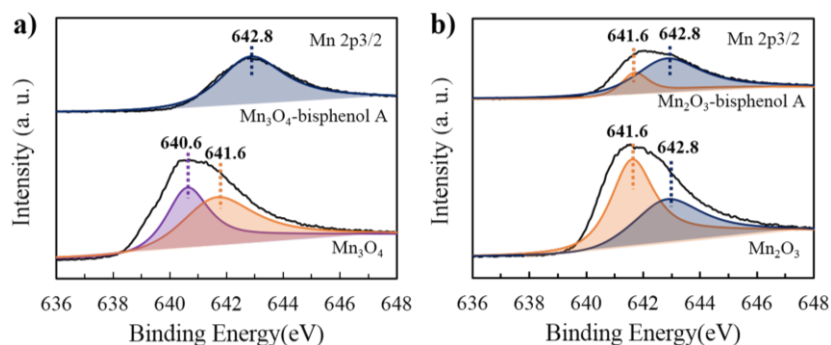 a)
642.8
Mn 2p3/2
Mn₃O₄-bisphenol A
640.6
641.6
Mn₃O₄
Intensity (a. u.)
636 638 640 642 644 646 648
Binding Energy(eV)
b)
641.6 642.8
Mn 2p3/2
Mn₂O₃-bisphenol A
641.6
642.8
Mn₂O₃
Intensity (a. u.)
636 638 640 642 644 646 648
Binding Energy(eV)